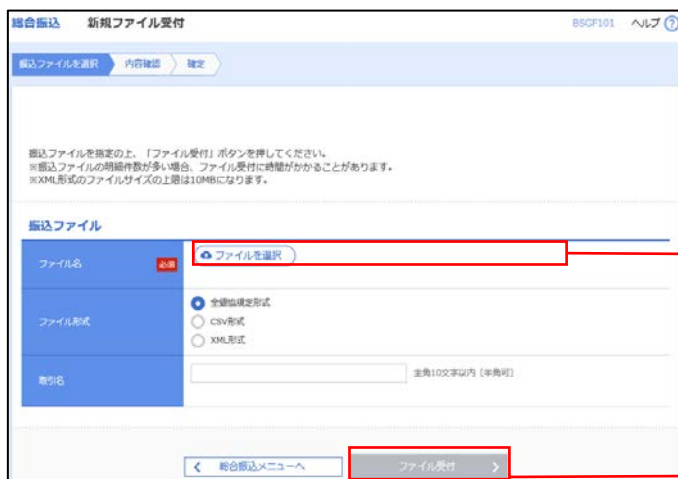 総合振込 新規ファイル受付 BSGF101 ヘルプ ?
振込ファイルを選択 内容確認 確定
振込ファイルを指定の上、「ファイル受付」ボタンを押してください。
※振込ファイルの明細件数が多い場合、ファイル受付に時間がかかることがあります。
※XML形式のファイルサイズの上限は10MBになります。
振込ファイル
ファイル名 必須 ファイルを選択
ファイル形式
全銀協規定形式
CSV形式
XML形式
取引名 全角10文字以内 [半角可]
総合振込メニューへ ファイル受付